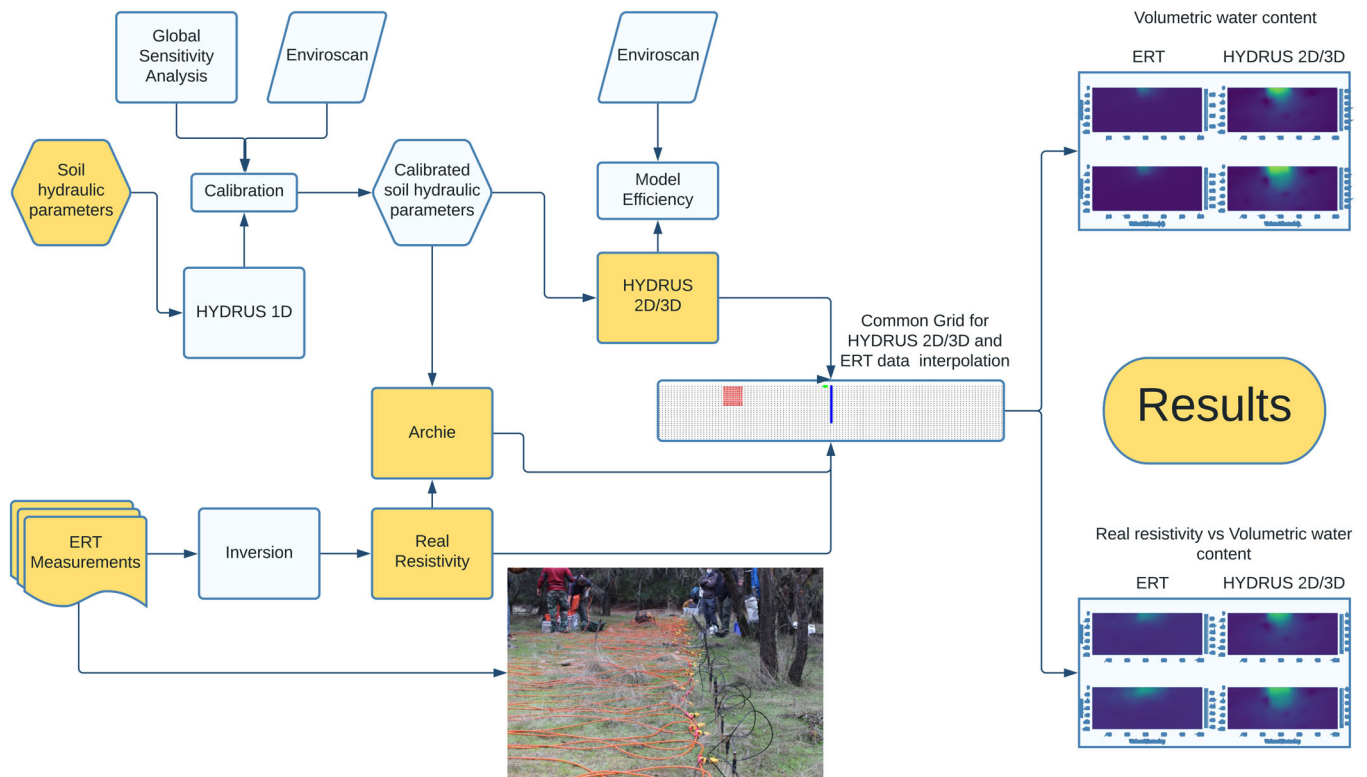 Global
Sensitivity
Analysis
Enviroscan
Enviroscan
Volumetric water content
ERT
HYDRUS 2D/3D
Soil
hydraulic
parameters
Calibration
Calibrated
soil hydraulic
parameters
Model
Efficiency
HYDRUS 1D
HYDRUS
2D/3D
Common Grid for
HYDRUS 2D/3D and
ERT data interpolation
Results
Archie
ERT
Measurements
Inversion
Real
Resistivity
Real resistivity vs Volumetric water
content
ERT
HYDRUS 2D/3D